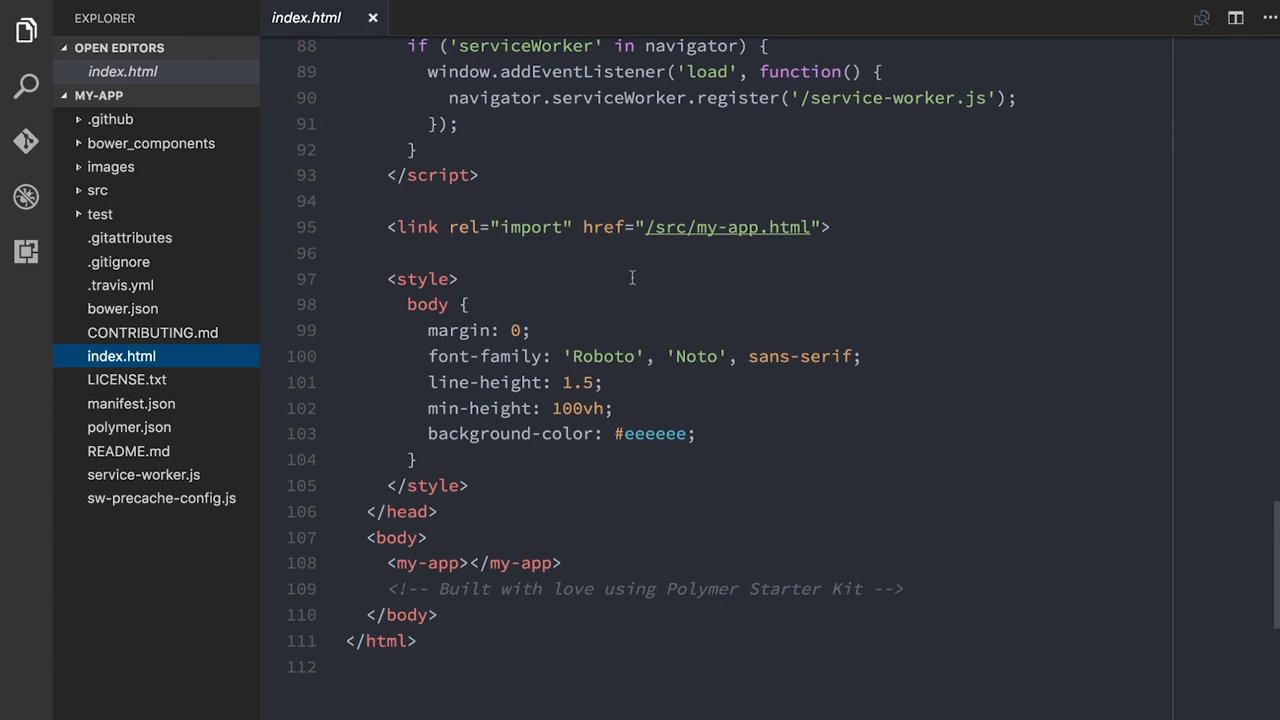 EXPLORER
OPEN EDITORS
index.html
MY-APP
.github
bower_components
images
src
test
.gitattributes
.gitignore
.travis.yml
bower.json
CONTRIBUTING.md
index.html
LICENSE.txt
manifest.json
polymer.json
README.md
service-worker.js
sw-precache-config.js
index.html
88 if ('serviceWorker' in navigator) {
89 window.addEventListener('load', function() {
90 navigator.serviceWorker.register('/service-worker.js');
91 });
92 }
93 </script>
94
95 <link rel="import" href="/src/my-app.html">
96
97 <style>
98 body {
99 margin: 0;
100 font-family: 'Roboto', 'Noto', sans-serif;
101 line-height: 1.5;
102 min-height: 100vh;
103 background-color: #eeeeee;
104 }
105 </style>
106 </head>
107 <body>
108 <my-app></my-app>
109 <!-- Built with love using Polymer Starter Kit -->
110 </body>
111 </html>
112